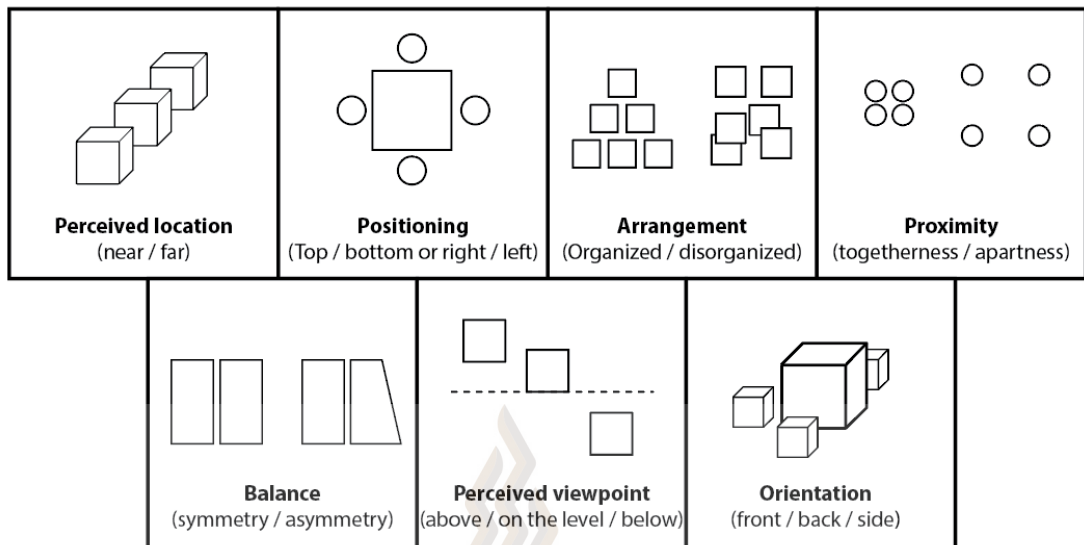 Perceived location
(near / far)
Positioning
(Top / bottom or right / left)
Arrangement
(Organized / disorganized)
Proximity
(togetherness / apartness)
Balance
(symmetry / asymmetry)
Perceived viewpoint
(above / on the level / below)
Orientation
(front / back / side)